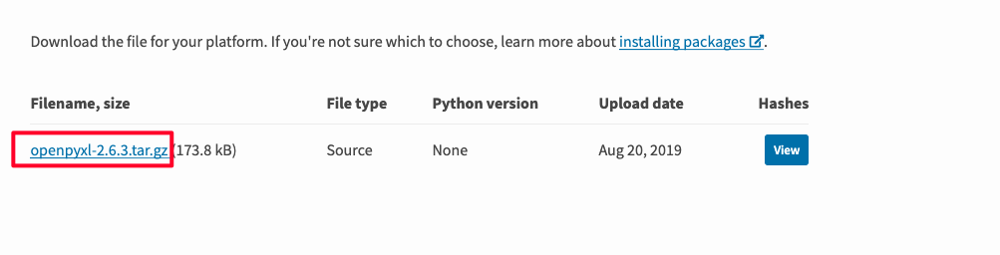 Download the file for your platform. If you're not sure which to choose, learn more about installing packages.
Filename, size File type Python version Upload date Hashes
openpyxl-2.6.3.tar.gz (173.8 kB) Source None Aug 20, 2019 View